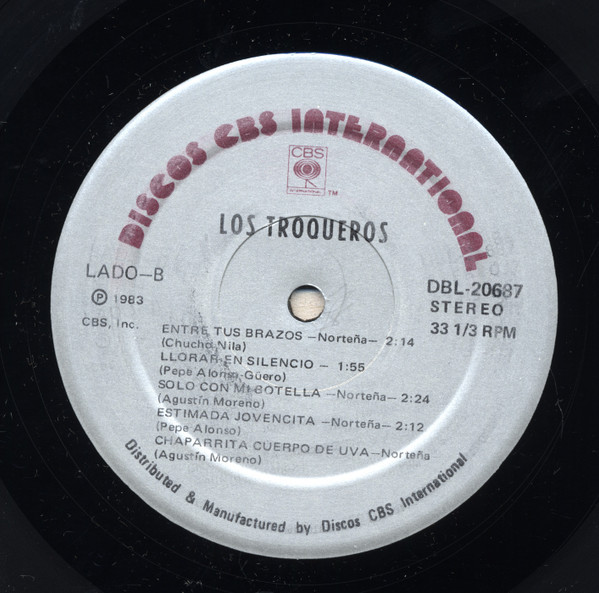 DISCOS CBS INTERNATIONAL
CBS
INTERNATIONAL
TM
LOS TROQUEROS
LADO-B
DBL-20687
℗ 1983
STEREO
CBS, Inc.
33 1/3 RPM
ENTRE TUS BRAZOS —Norteña— 2:14
(Chucho Nila)
LLORAR EN SILENCIO — 1:55
(Pepe Alonso-Güero)
SOLO CON MI BOTELLA —Norteña— 2:24
(Agustín Moreno)
ESTIMADA JOVENCITA —Norteña— 2:12
(Pepe Alonso)
CHAPARRITA CUERPO DE UVA —Norteña
(Agustín Moreno)
Distributed & Manufactured by Discos CBS International